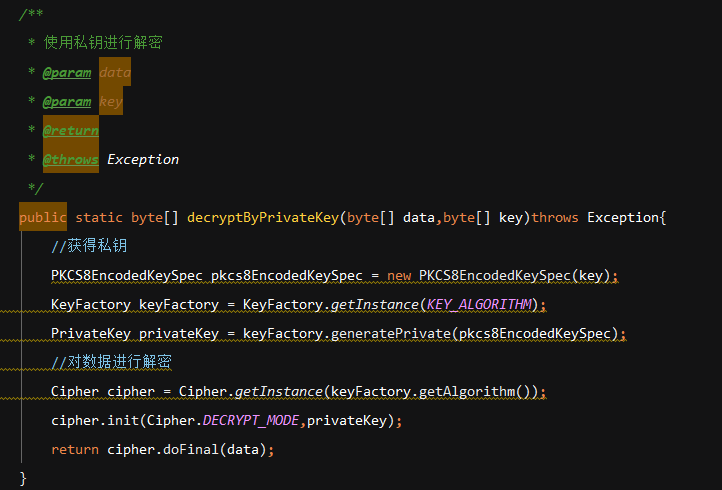 /**
 * 使用私钥进行解密
 * @param data
 * @param key
 * @return
 * @throws Exception
 */
public static byte[] decryptByPrivateKey(byte[] data,byte[] key)throws Exception{
    //获得私钥
    PKCS8EncodedKeySpec pkcs8EncodedKeySpec = new PKCS8EncodedKeySpec(key);
    KeyFactory keyFactory = KeyFactory.getInstance(KEY_ALGORITHM);
    PrivateKey privateKey = keyFactory.generatePrivate(pkcs8EncodedKeySpec);
    //对数据进行解密
    Cipher cipher = Cipher.getInstance(keyFactory.getAlgorithm());
    cipher.init(Cipher.DECRYPT_MODE,privateKey);
    return cipher.doFinal(data);
}